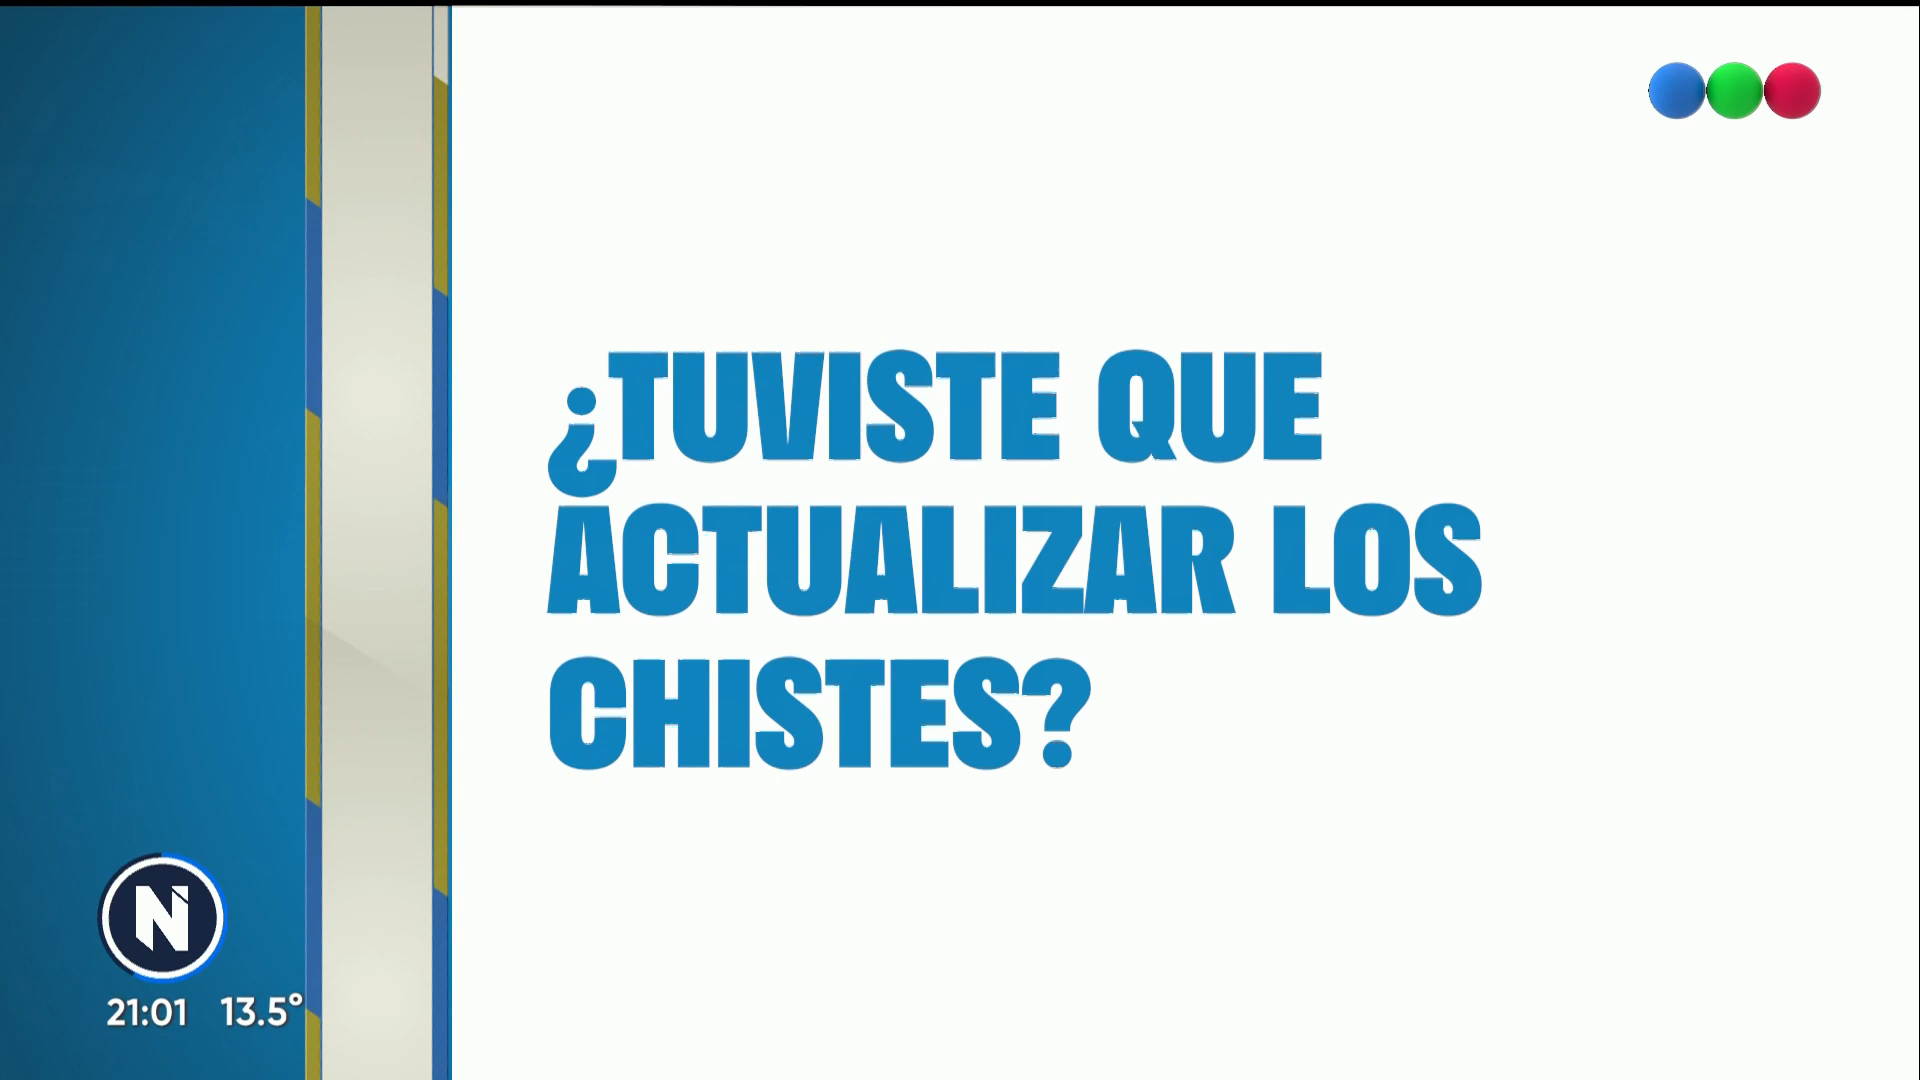 ¿TUVISTE QUE
ACTUALIZAR LOS
CHISTES?
N
21:01 13.5°